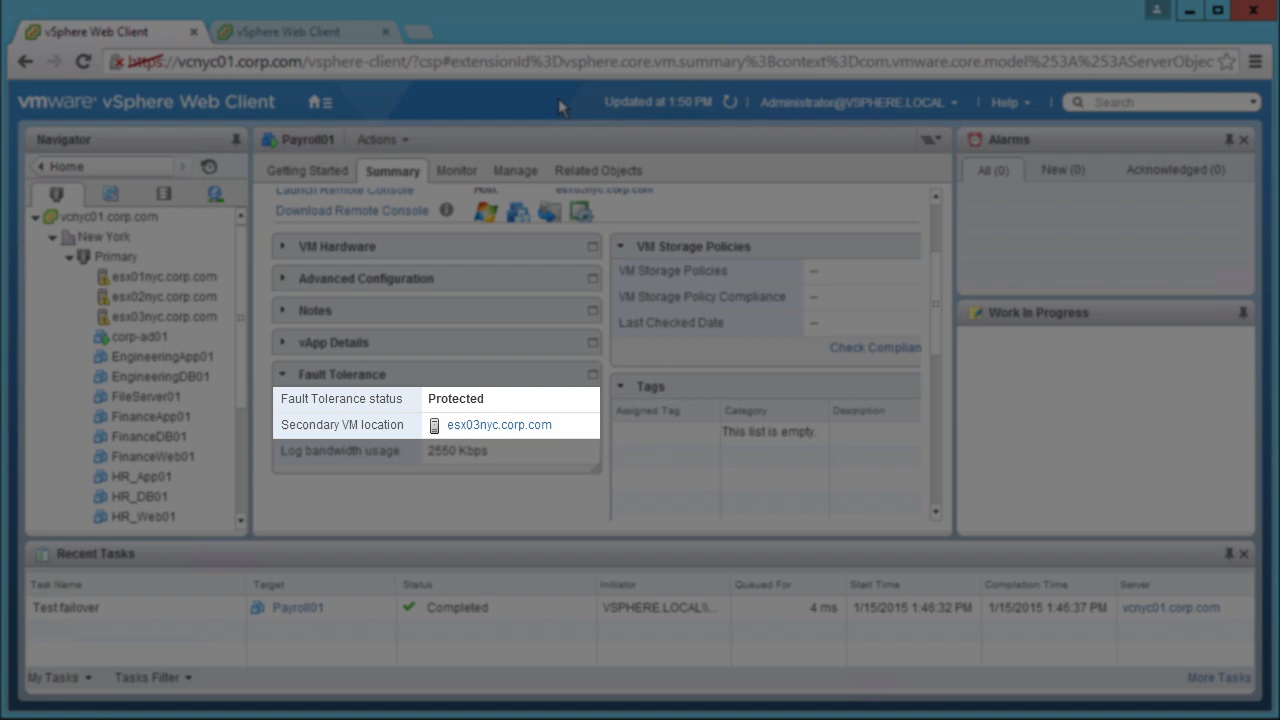 vSphere Web Client
vSphere Web Client
https://vcnyc01.corp.com/vsphere-client/?csp#extensionId%3Dvsphere.core.vm.summary%3Bcontext%3Dcom.vmware.core.model%253A%253AServerObjec
vmware® vSphere Web Client
Updated at 1:50 PM
Administrator@VSPHERE.LOCAL
Help
Search
Navigator
Home
vcnyc01.corp.com
New York
Primary
esx01nyc.corp.com
esx02nyc.corp.com
esx03nyc.corp.com
corp-ad01
EngineeringApp01
EngineeringDB01
FileServer01
FinanceApp01
FinanceDB01
FinanceWeb01
HR_App01
HR_DB01
HR_Web01
Payroll01
Actions
Getting Started
Summary
Monitor
Manage
Related Objects
Launch Remote Console
Host:
esx02nyc.corp.com
Download Remote Console
VM Hardware
Advanced Configuration
Notes
vApp Details
Fault Tolerance
Fault Tolerance status
Protected
Secondary VM location
esx03nyc.corp.com
Log bandwidth usage
2550 Kbps
VM Storage Policies
VM Storage Policies
--
VM Storage Policy Compliance
--
Last Checked Date
--
Check Complian
Tags
Assigned Tag
Category
Description
This list is empty.
Alarms
All (0)
New (0)
Acknowledged (0)
Work In Progress
Recent Tasks
Task Name
Target
Status
Initiator
Queued For
Start Time
Completion Time
Server
Test failover
Payroll01
Completed
VSPHERE.LOCAL\\...
4 ms
1/15/2015 1:46:32 PM
1/15/2015 1:46:37 PM
vcnyc01.corp.com
My Tasks
Tasks Filter
More Tasks